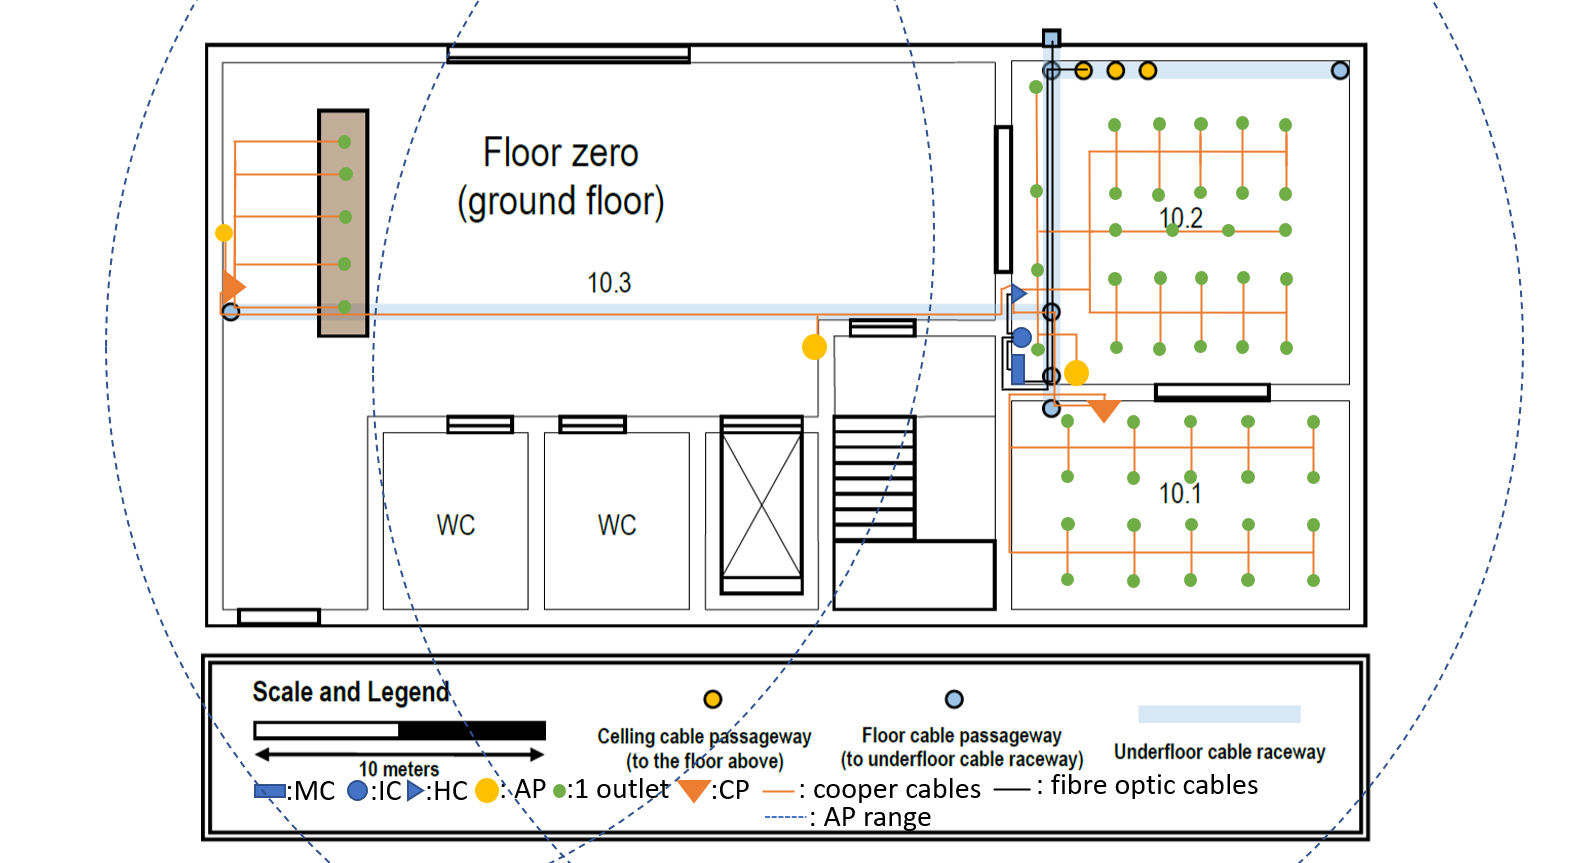 Floor zero
(ground floor)
10.2
10.3
10.1
WC
WC
Scale and Legend
10 meters
Celling cable passageway
(to the floor above)
Floor cable passageway
(to underfloor cable raceway)
Underfloor cable raceway
:MC :IC :HC : AP :1 outlet :CP : cooper cables : fibre optic cables
: AP range